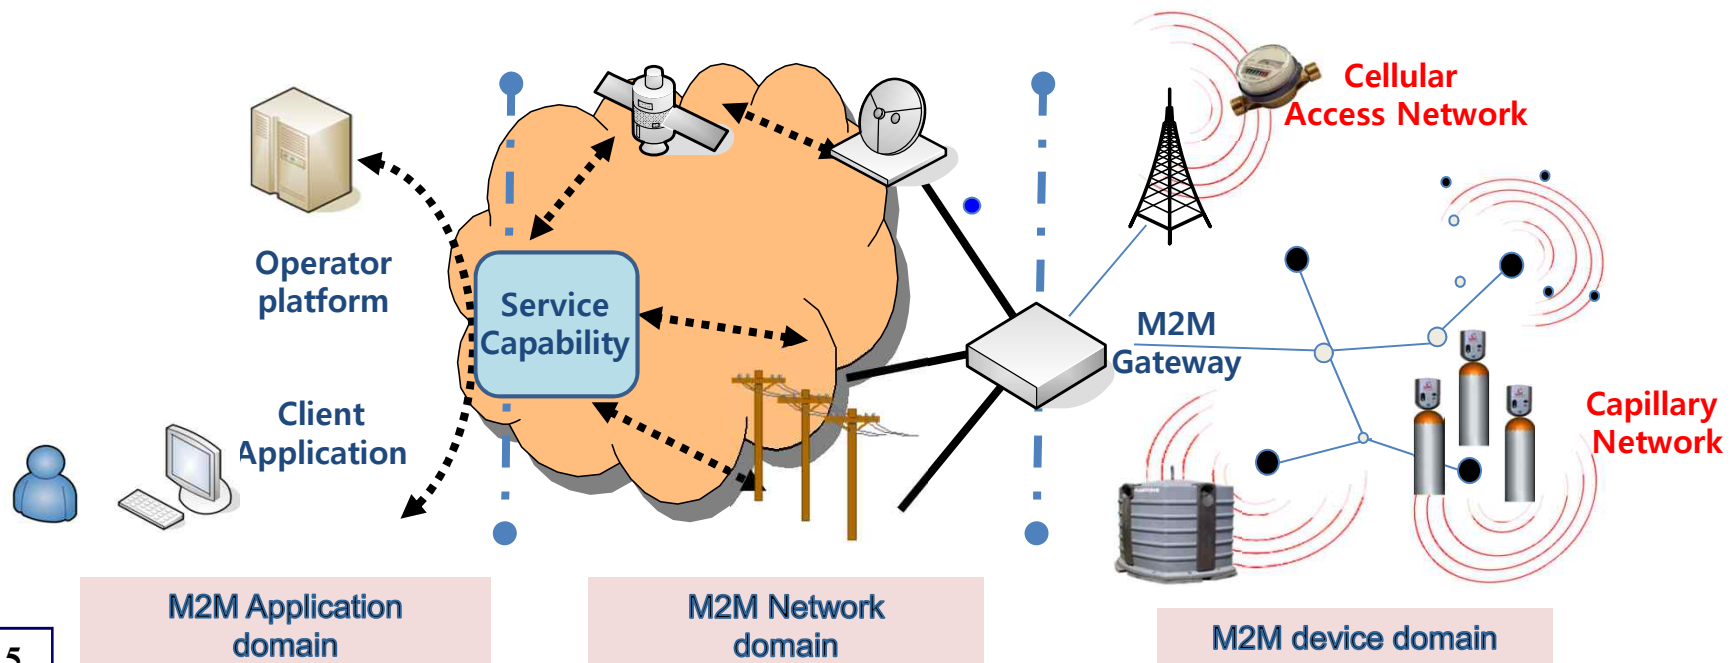 Cellular
Access Network
Operator
platform
Service
Capability
M2M
Gateway
Client
Application
Capillary
Network
M2M Application
domain
M2M Network
domain
M2M device domain
5